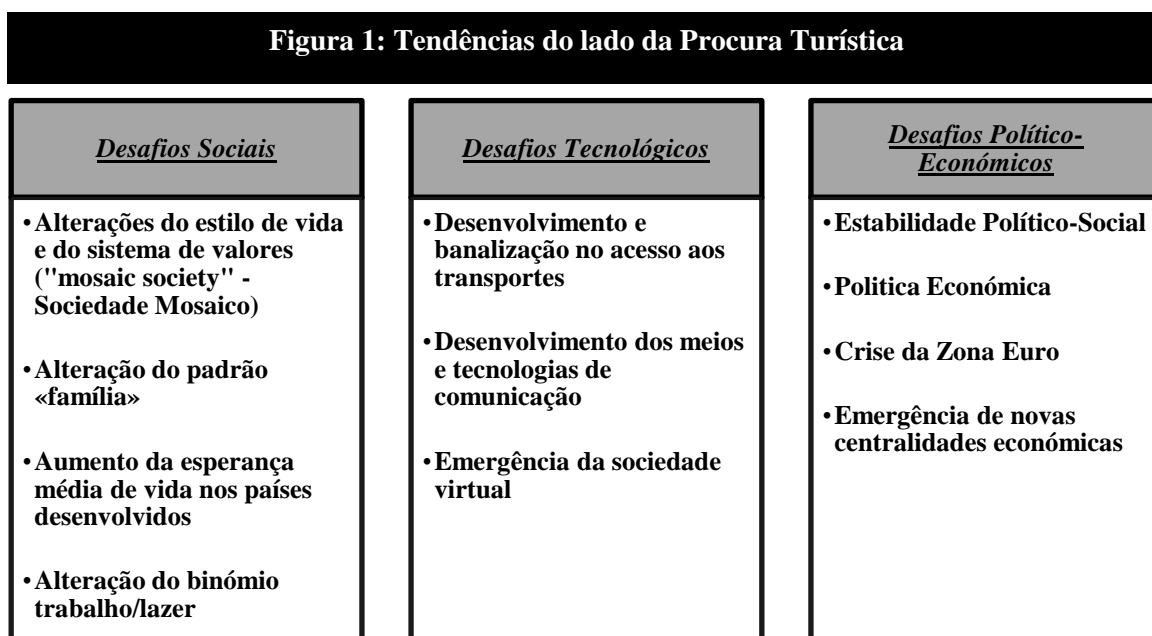 Figura 1: Tendências do lado da Procura Turística
Desafios Sociais
•Alterações do estilo de vida
e do sistema de valores
("mosaic society" -
Sociedade Mosaico)
•Alteração do padrão
«família»
•Aumento da esperança
média de vida nos países
desenvolvidos
•Alteração do binómio
trabalho/lazer
Desafios Tecnológicos
•Desenvolvimento e
banalização no acesso aos
transportes
•Desenvolvimento dos meios
e tecnologias de
comunicação
•Emergência da sociedade
virtual
Desafios Político-
Económicos
•Estabilidade Político-Social
•Politica Económica
•Crise da Zona Euro
•Emergência de novas
centralidades económicas